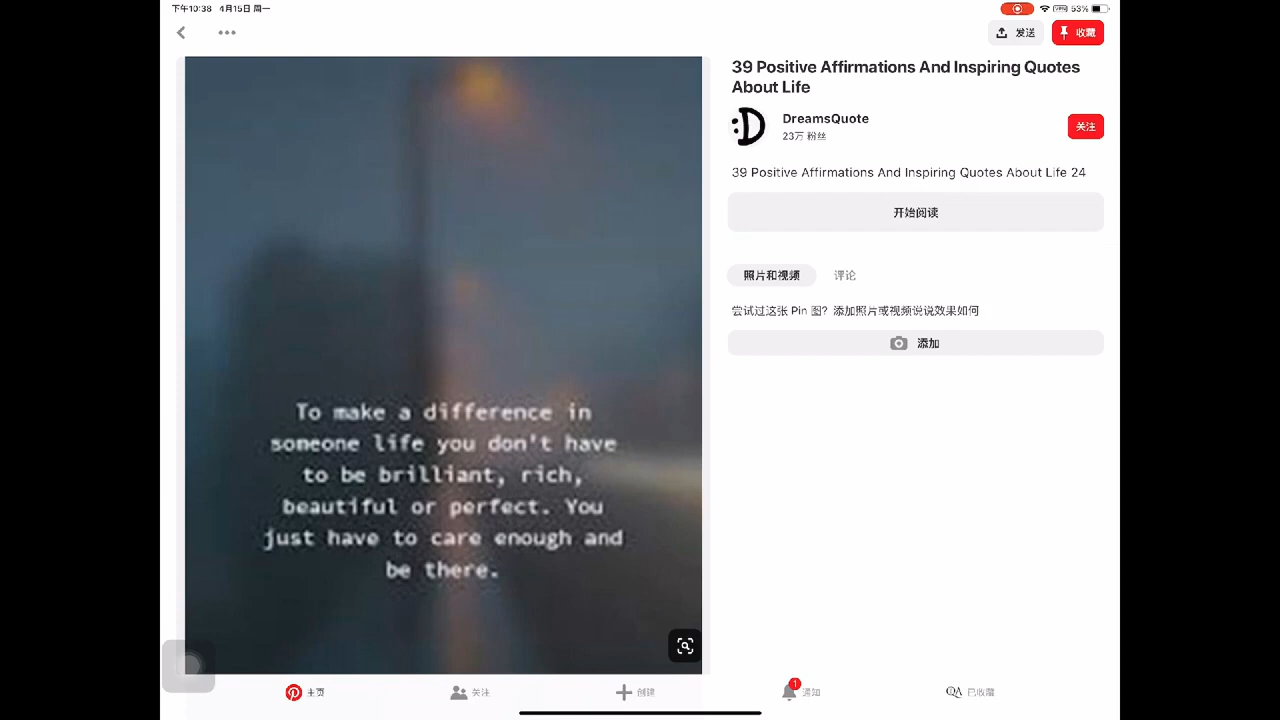 下午10:38 4月15日 周一
VPN 53%
发送
收藏
39 Positive Affirmations And Inspiring Quotes
About Life
DreamsQuote
23万 粉丝
关注
39 Positive Affirmations And Inspiring Quotes About Life 24
开始阅读
照片和视频 评论
尝试过这张 Pin 图？添加照片或视频说说效果如何
添加
To make a difference in
someone life you don't have
to be brilliant, rich,
beautiful or perfect. You
just have to care enough and
be there.
主页 关注 创建 1 通知 QA 已收藏